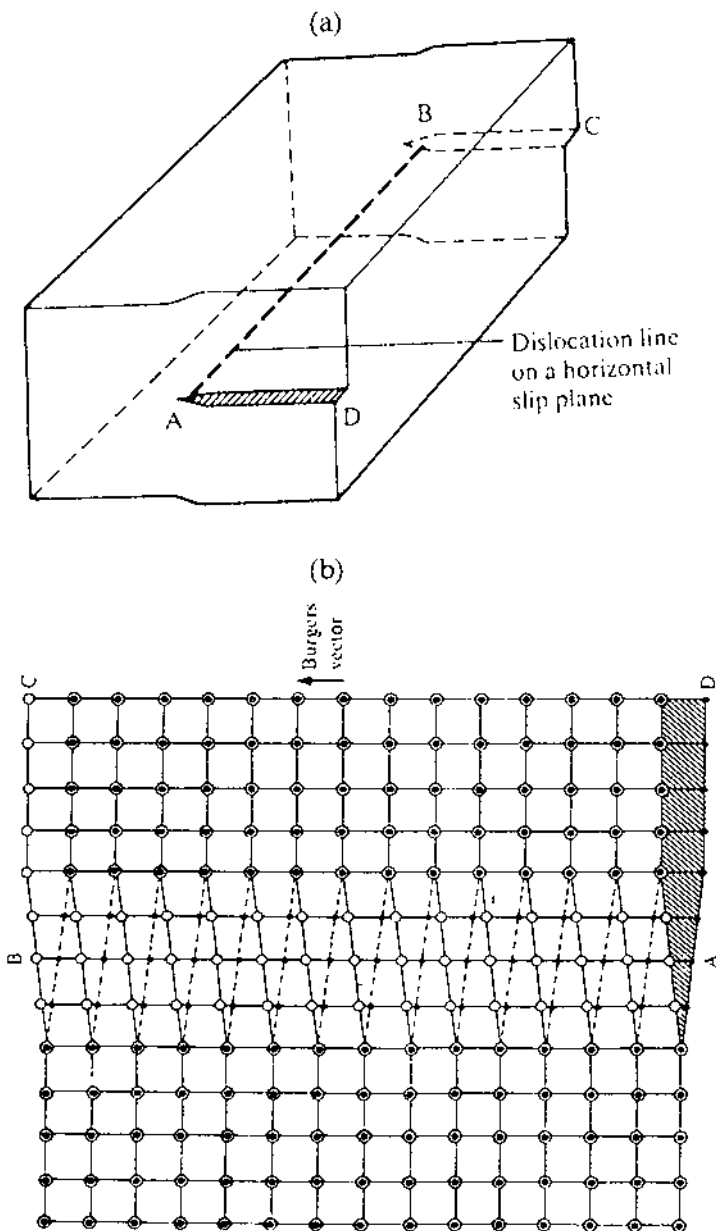 (a)
B
C
Dislocation line
on a horizontal
slip plane
A
D
(b)
Burgers
vector
C
D
B
A